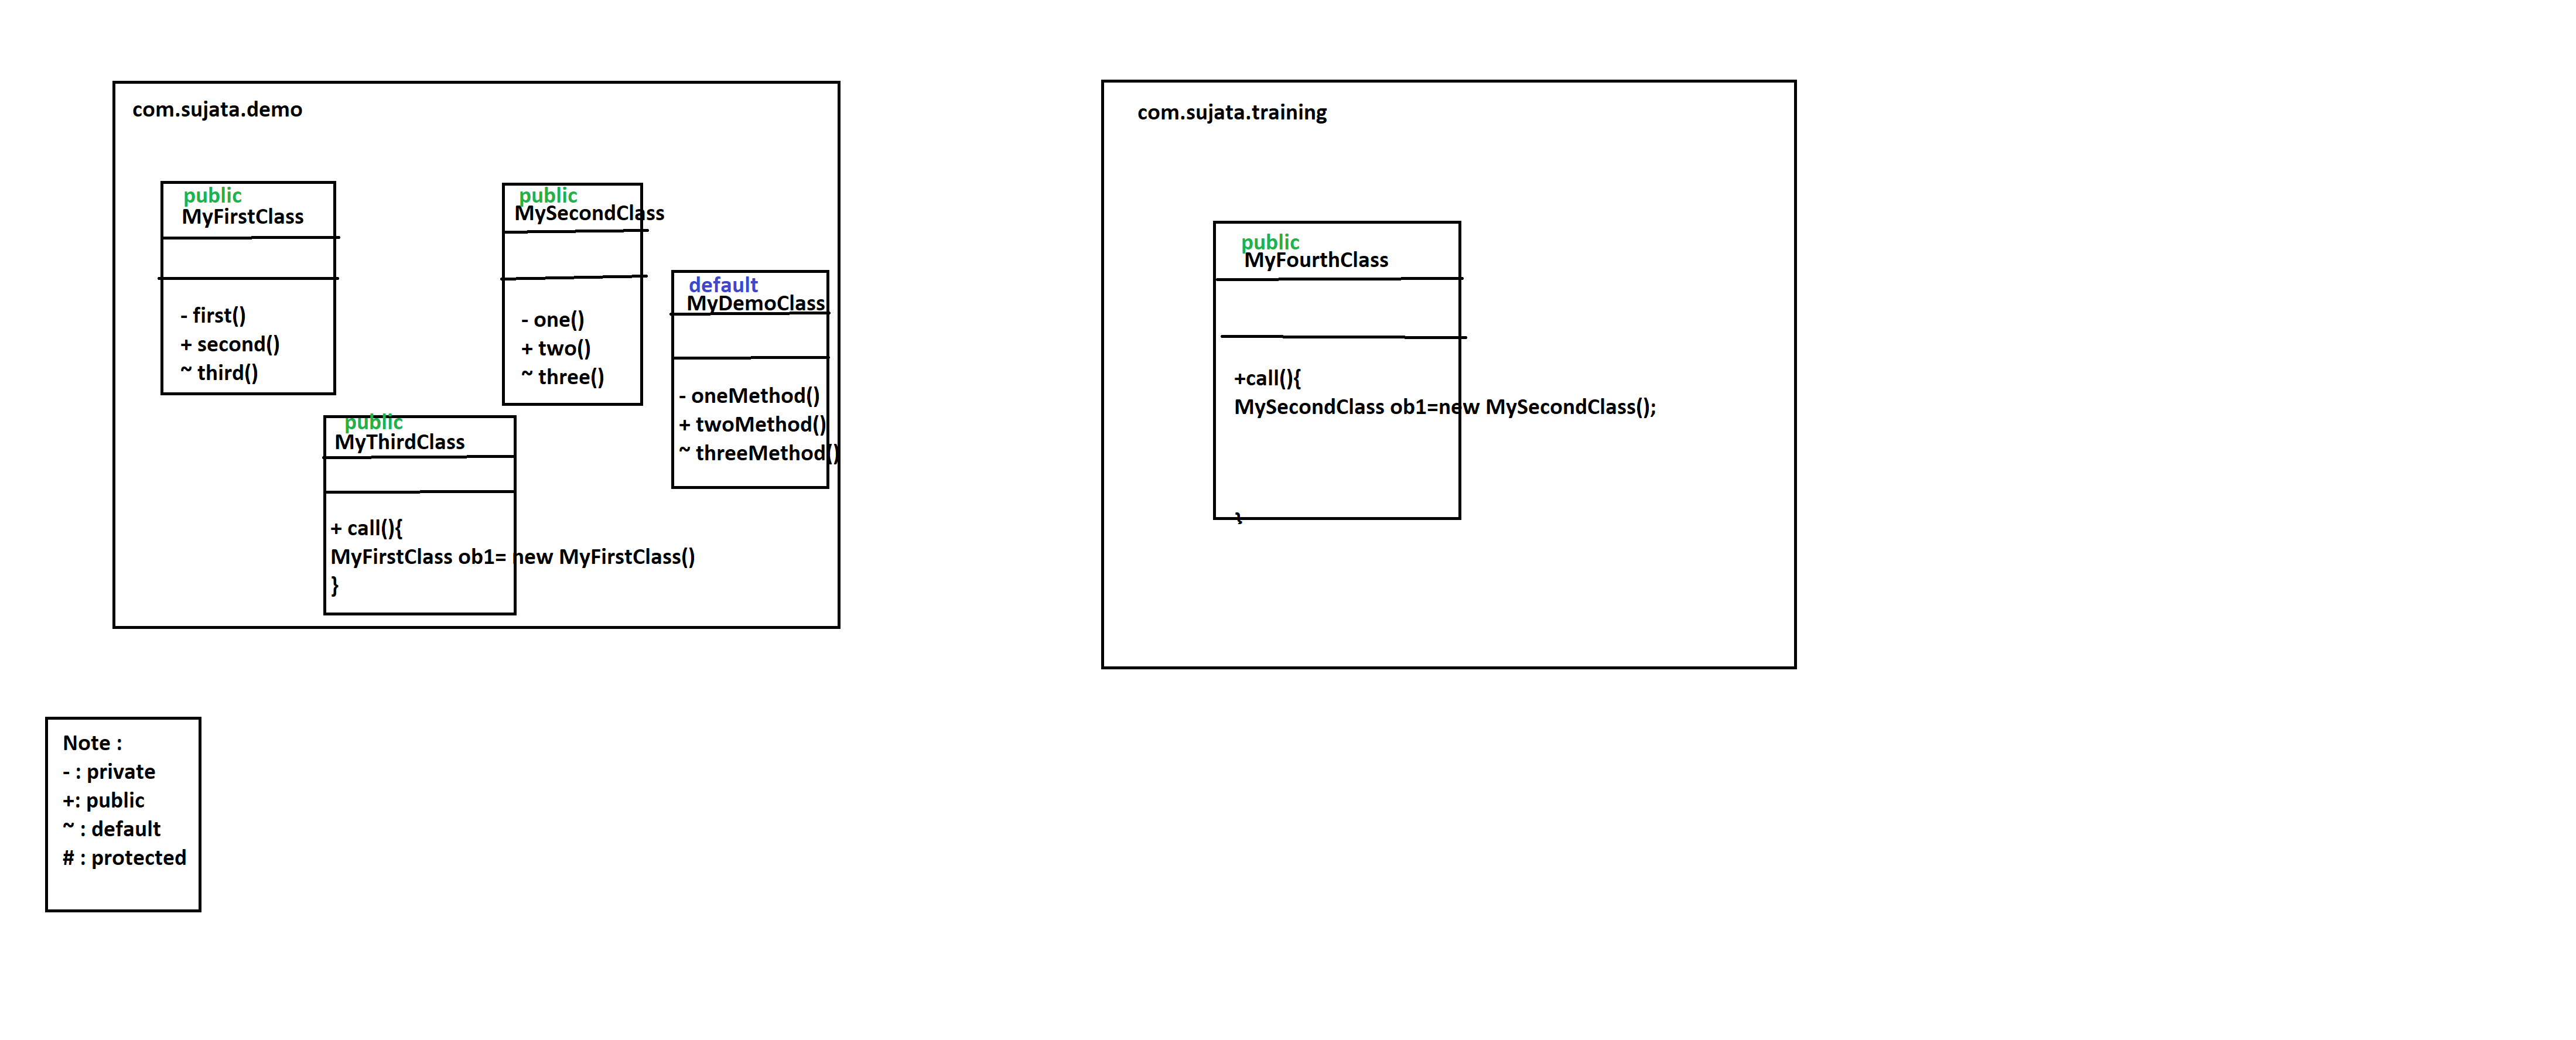 com.sujata.demo
public
MyFirstClass
- first()
+ second()
~ third()
public
MySecondClass
- one()
+ two()
~ three()
default
MyDemoClass
- oneMethod()
+ twoMethod()
~ threeMethod()
public
MyThirdClass
+ call(){
MyFirstClass ob1= new MyFirstClass()
}
com.sujata.training
public
MyFourthClass
+call(){
MySecondClass ob1=new MySecondClass();
}
Note :
- : private
+: public
~ : default
# : protected